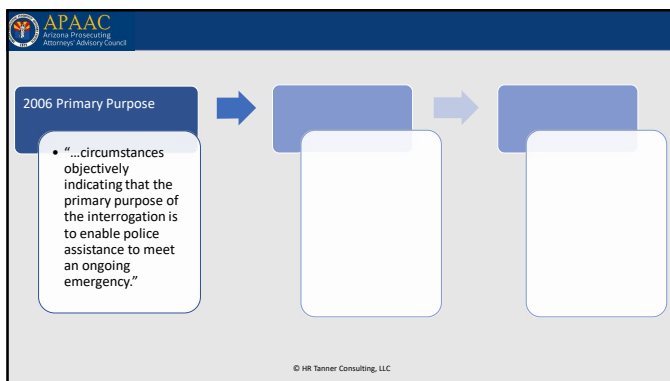 APAAC
Arizona Prosecuting
Attorneys' Advisory Council
2006 Primary Purpose
• “…circumstances
objectively
indicating that the
primary purpose of
the interrogation is
to enable police
assistance to meet
an ongoing
emergency.”
© HR Tanner Consulting, LLC